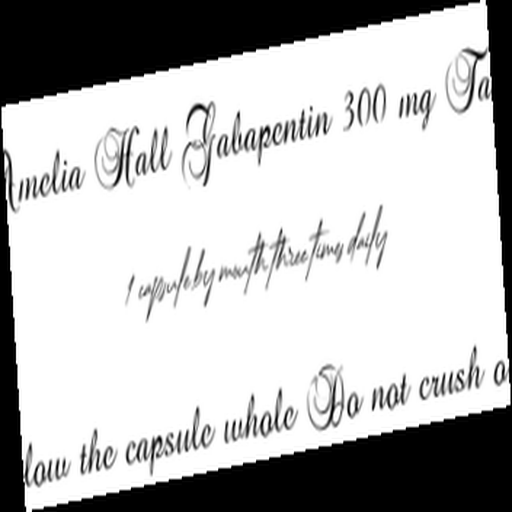 Amelia Hall Gabapentin 300 mg Ta
1 capsule by mouth three times daily
low the capsule whole Do not crush o